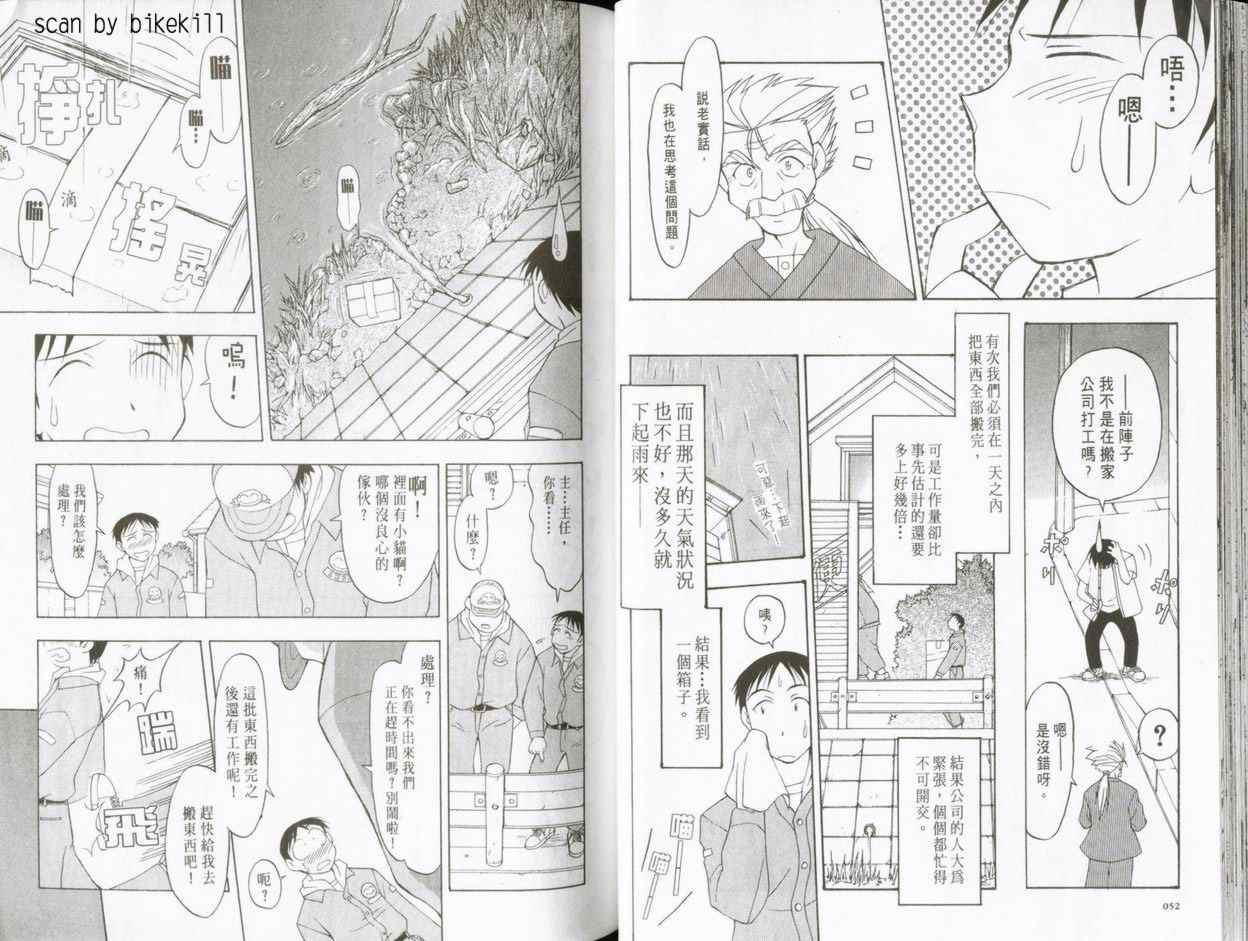 scan by bikekill
唔⋯⋯
嗯——
說老實話，
我也在思考這個問題。
——前陣子
我不是在搬家
公司打工嗎？
？
嗯——
是沒錯呀。
有次我們必須在一天之內
把東西全部搬完，
可是工作量卻比
事先估計的還要
多上好幾倍⋯
結果公司的人大為
緊張，個個都忙得
不可開交。
而且那天的天氣狀況
也不好，沒多久就
下起雨來——
可惡⋯下起
雨來了！
結果⋯我看到
一個箱子。
咦？
喵
喵
052
喵——
喵
喵⋯
掙扎
滴
滴
喵
搖晃
嗚！
主⋯主任，
你看⋯⋯
嗯？
什麼？
啊！
裡面有小貓啊？
哪個沒良心的
傢伙？
我們該怎麼
處理？
處理？
你看不出來我們
正在趕時間嗎？別鬧啦！
這批東西搬完之
後還有工作呢！
呃？
痛！
踹
飛
趕快給我去
搬東西吧！